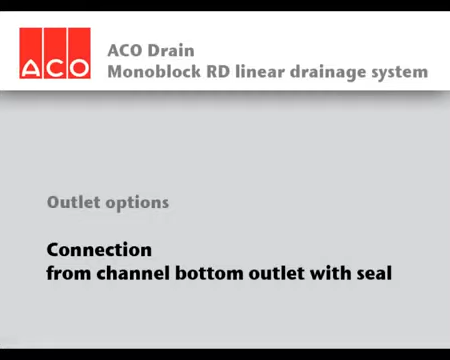 ACO
ACO Drain
Monoblock RD linear drainage system
Outlet options
Connection
from channel bottom outlet with seal